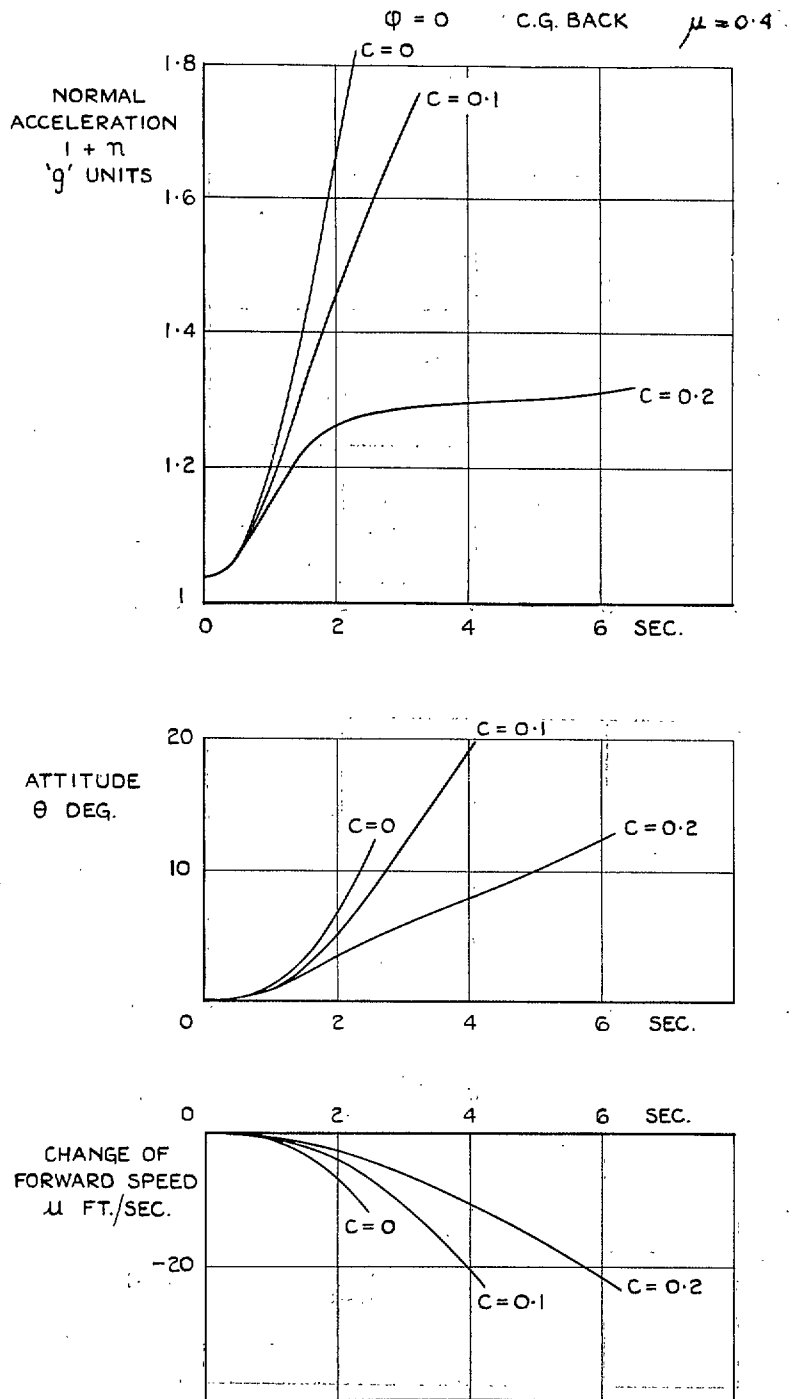 φ = 0 C.G. BACK μ = 0·4
NORMAL
ACCELERATION
1 + n
'g' UNITS
1·8
1·6
1·4
1·2
1
C = 0
C = 0·1
C = 0·2
0 2 4 6 SEC.
ATTITUDE
θ DEG.
20
10
C = 0·1
C = 0
C = 0·2
0 2 4 6 SEC.
0 2 4 6 SEC.
CHANGE OF
FORWARD SPEED
u FT./SEC.
-20
C = 0
C = 0·1
C = 0·2